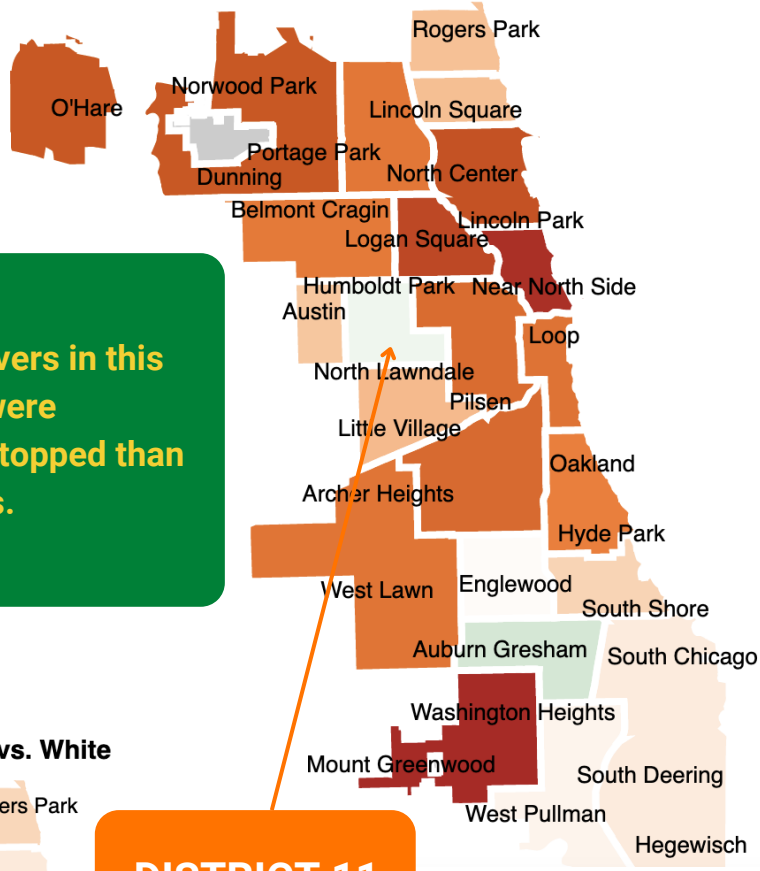 Rogers Park
Norwood Park
O'Hare
Lincoln Square
Portage Park
North Center
Dunning
Belmont Cragin
Lincoln Park
Logan Square
Humboldt Park
Near North Side
Austin
Loop
vers in this
North Lawndale
were
Pilsen
Little Village
topped than
Oakland
Archer Heights
s.
Hyde Park
Englewood
West Lawn
South Shore
Auburn Gresham
South Chicago
Washington Heights
vs. White
Mount Greenwood
South Deering
ers Park
West Pullman
Hegewisch
DISTRICT 11